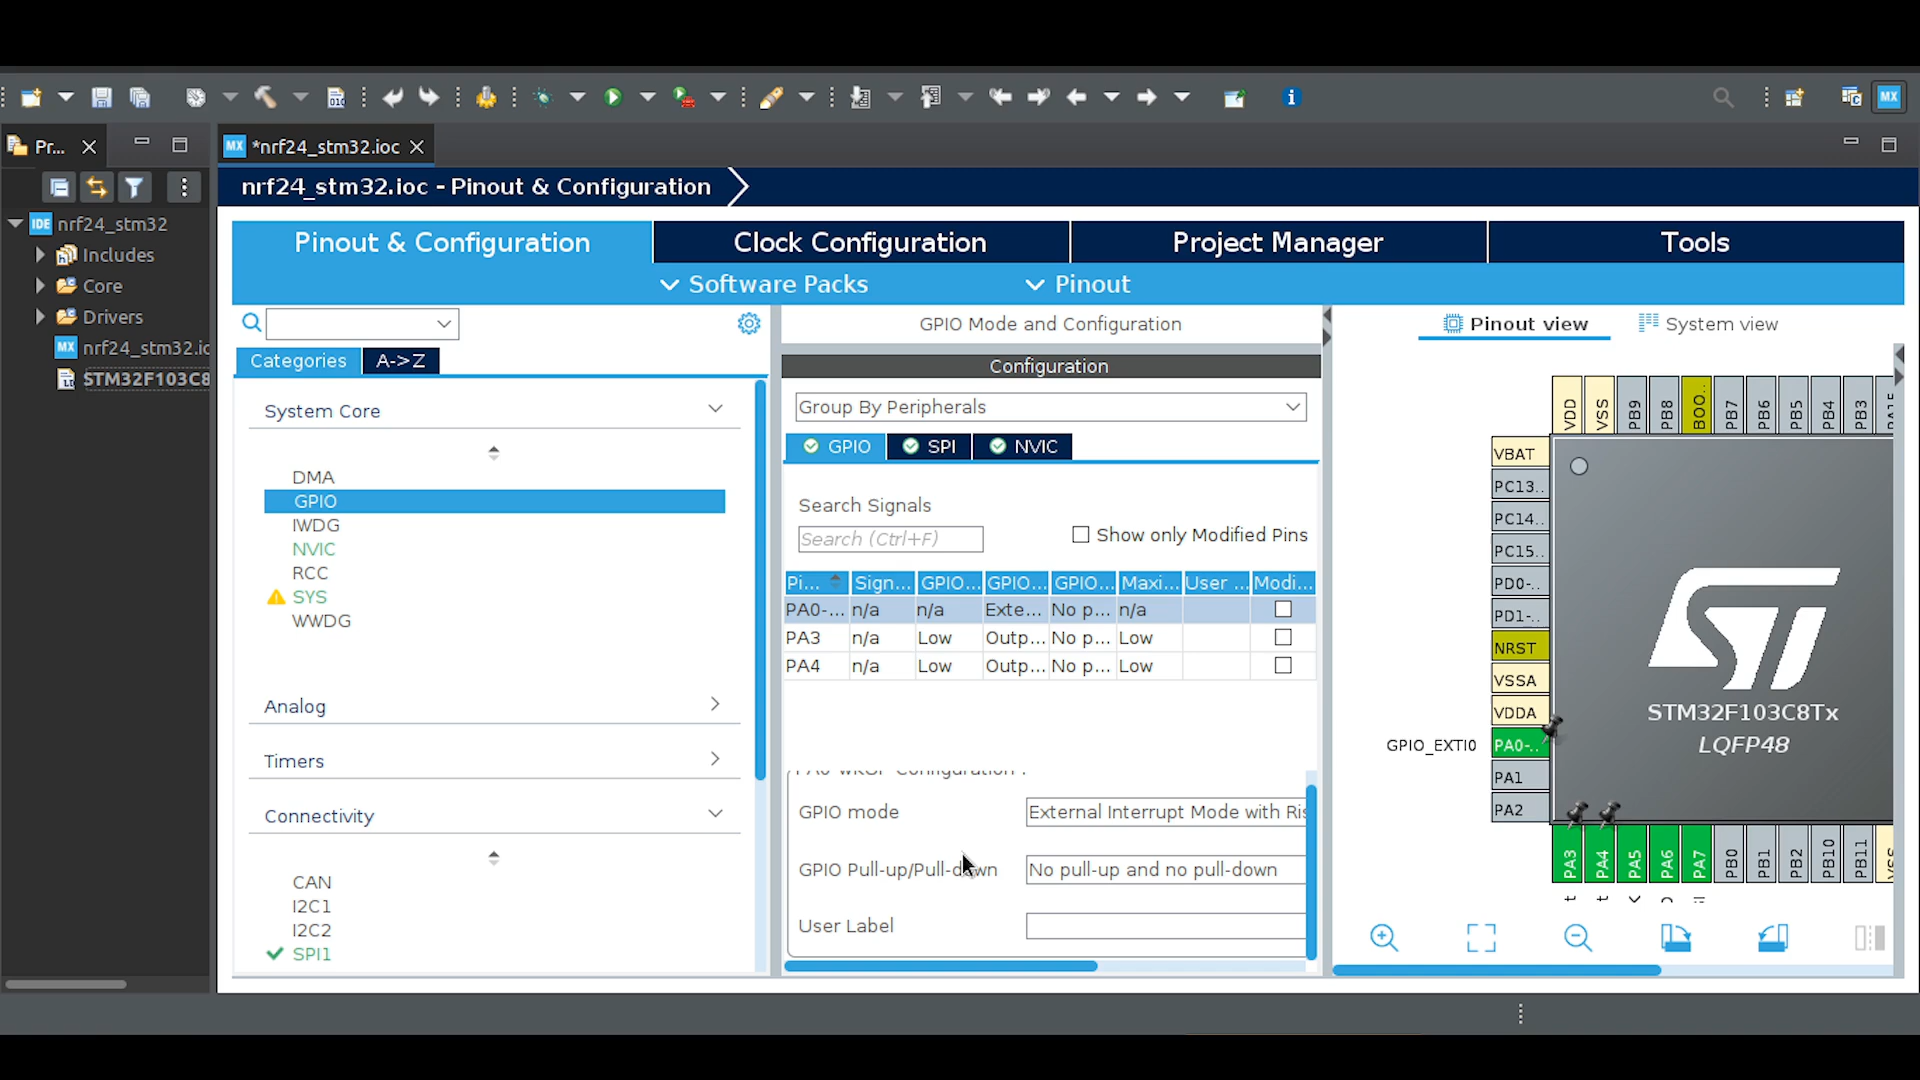 Pr...
*nrf24_stm32.ioc
nrf24_stm32.ioc - Pinout & Configuration
IDE nrf24_stm32
Includes
Core
Drivers
MX nrf24_stm32.io
STM32F103C8
Pinout & Configuration
Clock Configuration
Project Manager
Tools
Software Packs
Pinout
Categories
A->Z
System Core
DMA
GPIO
IWDG
NVIC
RCC
SYS
WWDG
Analog
Timers
Connectivity
CAN
I2C1
I2C2
SPI1
GPIO Mode and Configuration
Configuration
Group By Peripherals
GPIO
SPI
NVIC
Search Signals
Search (Ctrl+F)
Show only Modified Pins
Pi... Sign... GPIO... GPIO... GPIO... Maxi... User ... Modi...
PA0-... n/a n/a Exte... No p... n/a
PA3 n/a Low Outp... No p... Low
PA4 n/a Low Outp... No p... Low
GPIO mode
External Interrupt Mode with Ris
GPIO Pull-up/Pull-down
No pull-up and no pull-down
User Label
Pinout view
System view
VDD
VSS
PB9
PB8
BOO..
PB7
PB6
PB5
PB4
PB3
VBAT
PC13..
PC14..
PC15..
PD0-..
PD1-..
NRST
VSSA
VDDA
GPIO_EXTI0
PA0-..
PA1
PA2
STM32F103C8Tx
LQFP48
PA3
PA4
PA5
PA6
PA7
PB0
PB1
PB2
PB10
PB11
MX